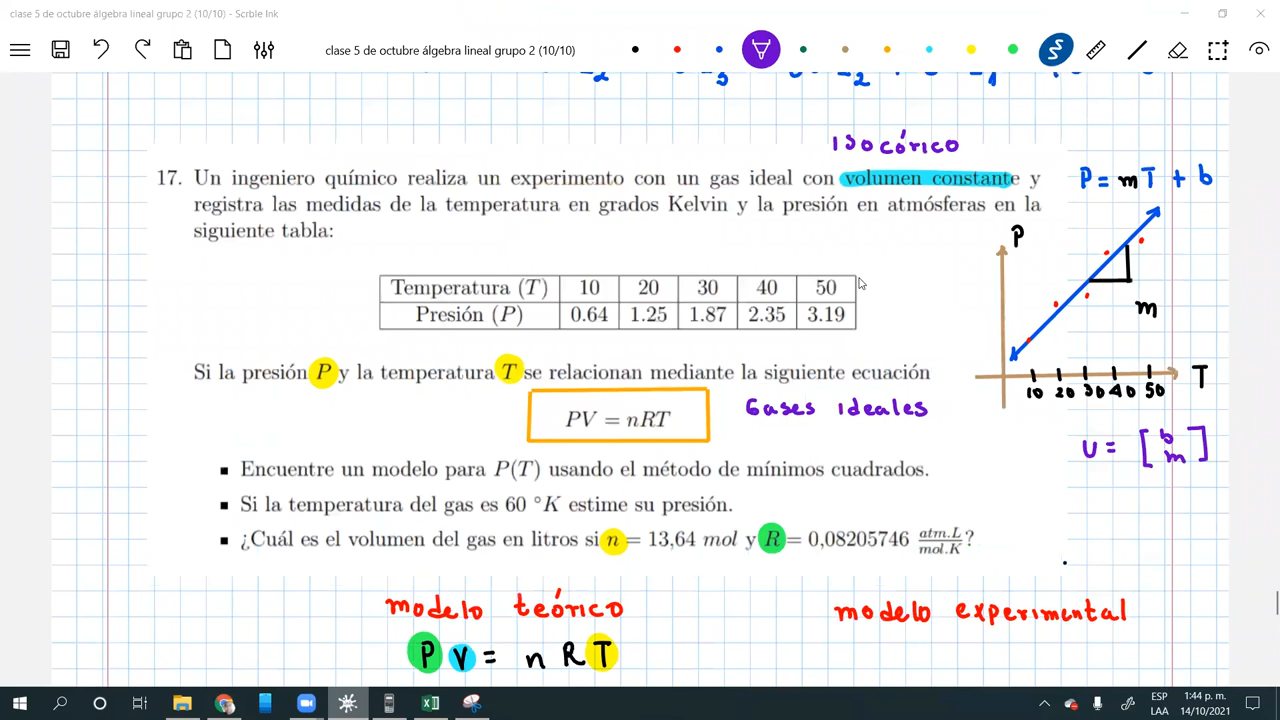 clase 5 de octubre álgebra lineal grupo 2 (10/10) - Scrble Ink
clase 5 de octubre álgebra lineal grupo 2 (10/10)
Isocórico
17. Un ingeniero químico realiza un experimento con un gas ideal con volumen constante y
registra las medidas de la temperatura en grados Kelvin y la presión en atmósferas en la
siguiente tabla:
P = mT + b
P
m
10 20 30 40 50
T
U = [b m]
Temperatura (T) 10 20 30 40 50
Presión (P) 0.64 1.25 1.87 2.35 3.19
Si la presión P y la temperatura T se relacionan mediante la siguiente ecuación
PV = nRT
Gases ideales
▪ Encuentre un modelo para P(T) usando el método de mínimos cuadrados.
▪ Si la temperatura del gas es 60 °K estime su presión.
▪ ¿Cuál es el volumen del gas en litros si n = 13,64 mol y R = 0,08205746 atm.L/mol.K?
modelo teórico
modelo experimental
PV = nRT
ESP
LAA
1:44 p. m.
14/10/2021